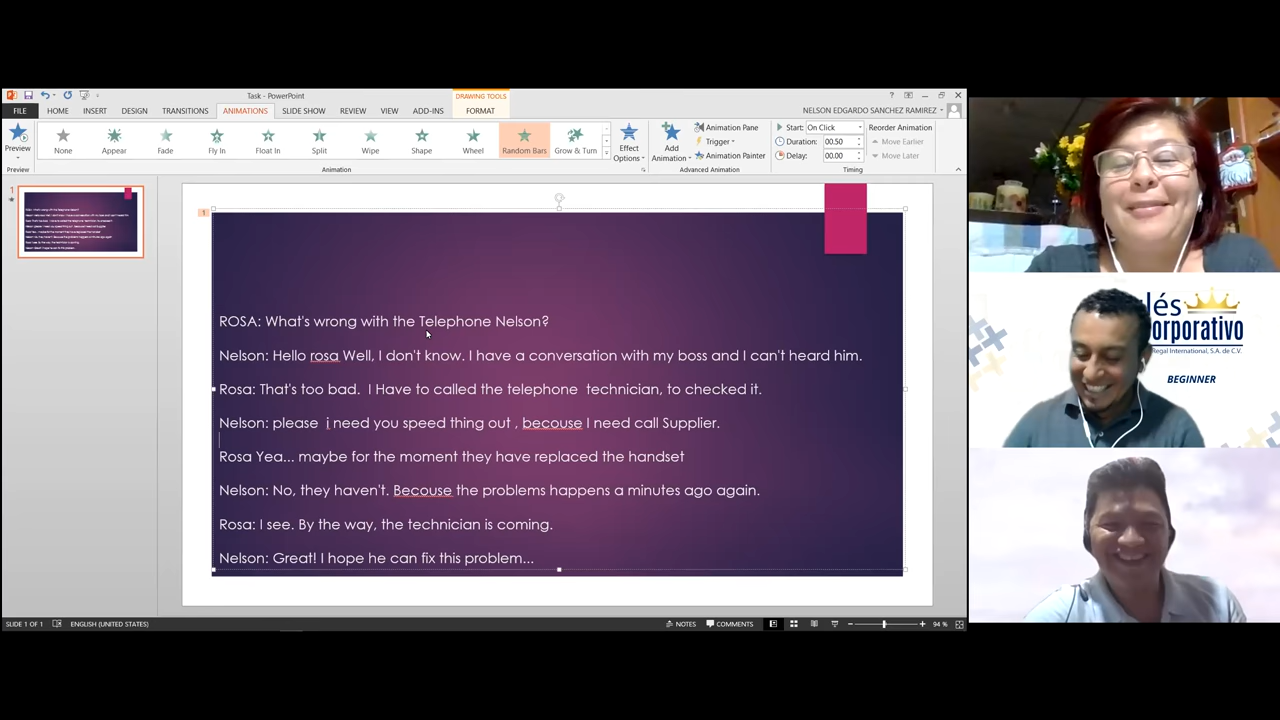 Task - PowerPoint
DRAWING TOOLS
FILE
HOME
INSERT
DESIGN
TRANSITIONS
ANIMATIONS
SLIDE SHOW
REVIEW
VIEW
ADD-INS
FORMAT
NELSON EDGARDO SANCHEZ RAMIREZ
Preview
None
Appear
Fade
Fly In
Float In
Split
Wipe
Shape
Wheel
Random Bars
Grow & Turn
Effect Options
Add Animation
Animation Pane
Trigger
Animation Painter
Start: On Click
Duration: 00.50
Delay: 00.00
Reorder Animation
Move Earlier
Move Later
Preview
Animation
Advanced Animation
Timing
1
1
ROSA: What's wrong with the Telephone Nelson?
Nelson: Hello rosa Well, I don't know. I have a conversation with my boss and I can't heard him.
Rosa: That's too bad.  I Have to called the telephone  technician, to checked it.
Nelson: please  i need you speed thing out , becouse I need call Supplier.
Rosa Yea... maybe for the moment they have replaced the handset
Nelson: No, they haven't. Becouse the problems happens a minutes ago again.
Rosa: I see. By the way, the technician is coming.
Nelson: Great! I hope he can fix this problem...
SLIDE 1 OF 1
ENGLISH (UNITED STATES)
NOTES
COMMENTS
94 %
lés
orporativo
Regal International, S.A. de C.V.
BEGINNER